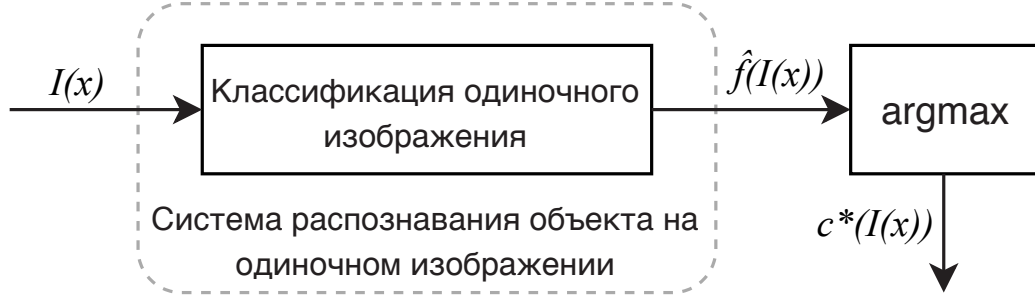 I(x)
Классификация одиночного
изображения
f̂(I(x))
argmax
Система распознавания объекта на
одиночном изображении
c*(I(x))